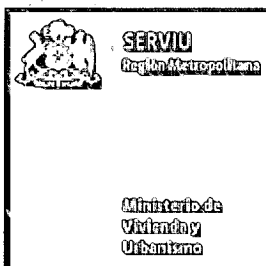 SERVIU
Región Metropolitana
Ministerio de
Vivienda y
Urbanismo